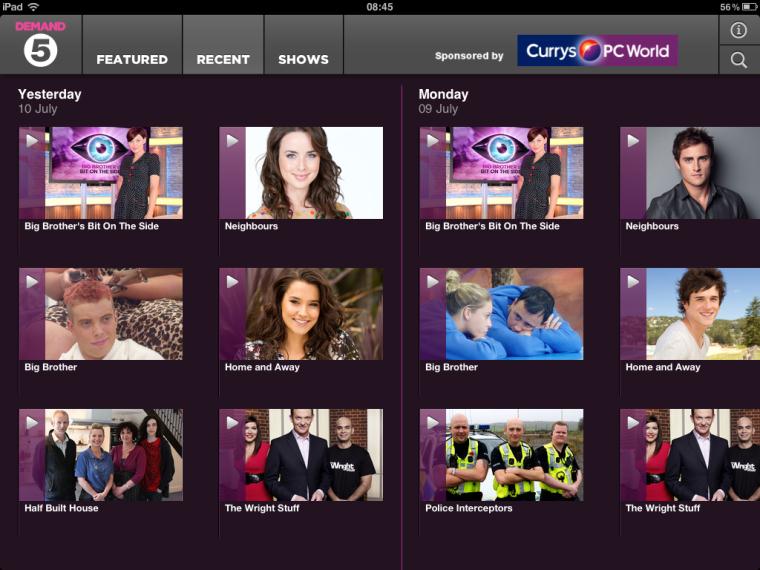 iPad
08:45
56%
DEMAND
5
FEATURED
RECENT
SHOWS
Sponsored by
Currys PC World
Yesterday
10 July
BIG BROTHER'S
BIT ON THE SIDE
Big Brother's Bit On The Side
Neighbours
Big Brother
Home and Away
Wright
Half Built House
The Wright Stuff
Monday
09 July
BIG BROTHER'S
BIT ON THE SIDE
Big Brother's Bit On The Side
Neighbours
Big Brother
Home and Away
Wright
Police Interceptors
The Wright Stuff